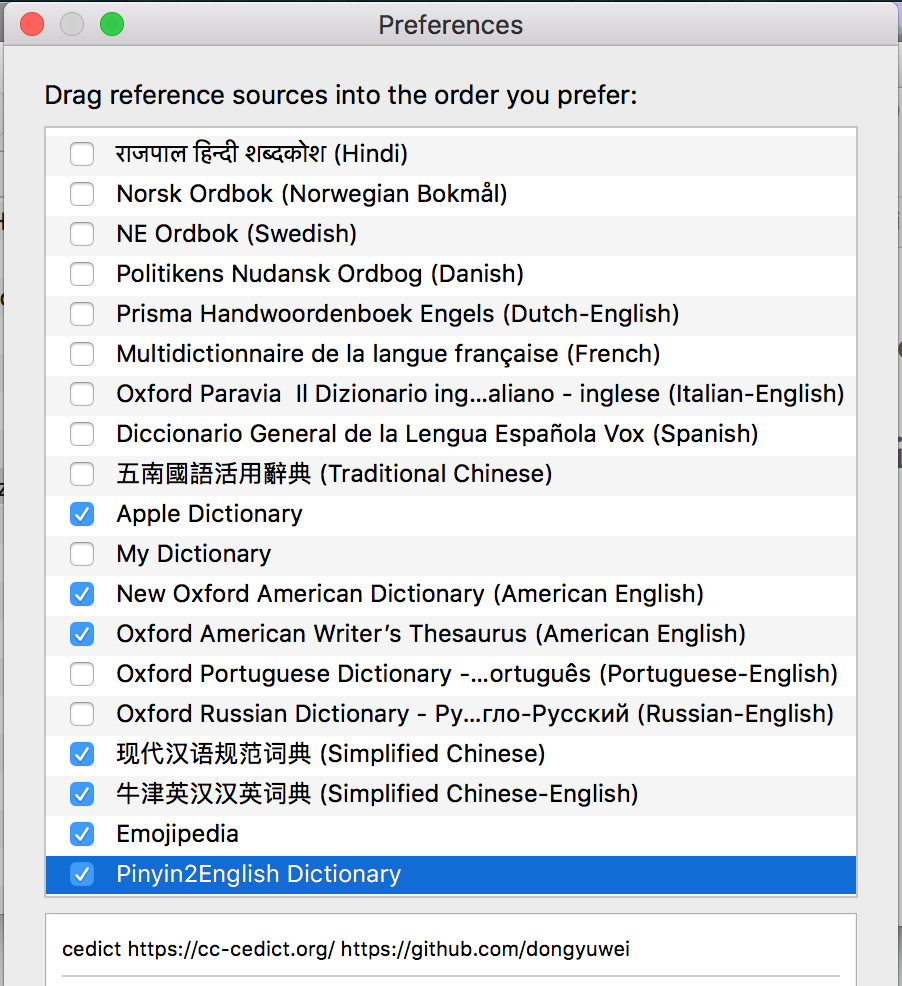 Preferences
Drag reference sources into the order you prefer:
राजपाल हिन्दी शब्दकोश (Hindi)
Norsk Ordbok (Norwegian Bokmål)
NE Ordbok (Swedish)
Politikens Nudansk Ordbog (Danish)
Prisma Handwoordenboek Engels (Dutch-English)
Multidictionnaire de la langue française (French)
Oxford Paravia  Il Dizionario ing...aliano - inglese (Italian-English)
Diccionario General de la Lengua Española Vox (Spanish)
五南國語活用辭典 (Traditional Chinese)
Apple Dictionary
My Dictionary
New Oxford American Dictionary (American English)
Oxford American Writer’s Thesaurus (American English)
Oxford Portuguese Dictionary -...ortuguês (Portuguese-English)
Oxford Russian Dictionary - Ру...гло-Русский (Russian-English)
现代汉语规范词典 (Simplified Chinese)
牛津英汉汉英词典 (Simplified Chinese-English)
Emojipedia
Pinyin2English Dictionary
cedict https://cc-cedict.org/ https://github.com/dongyuwei